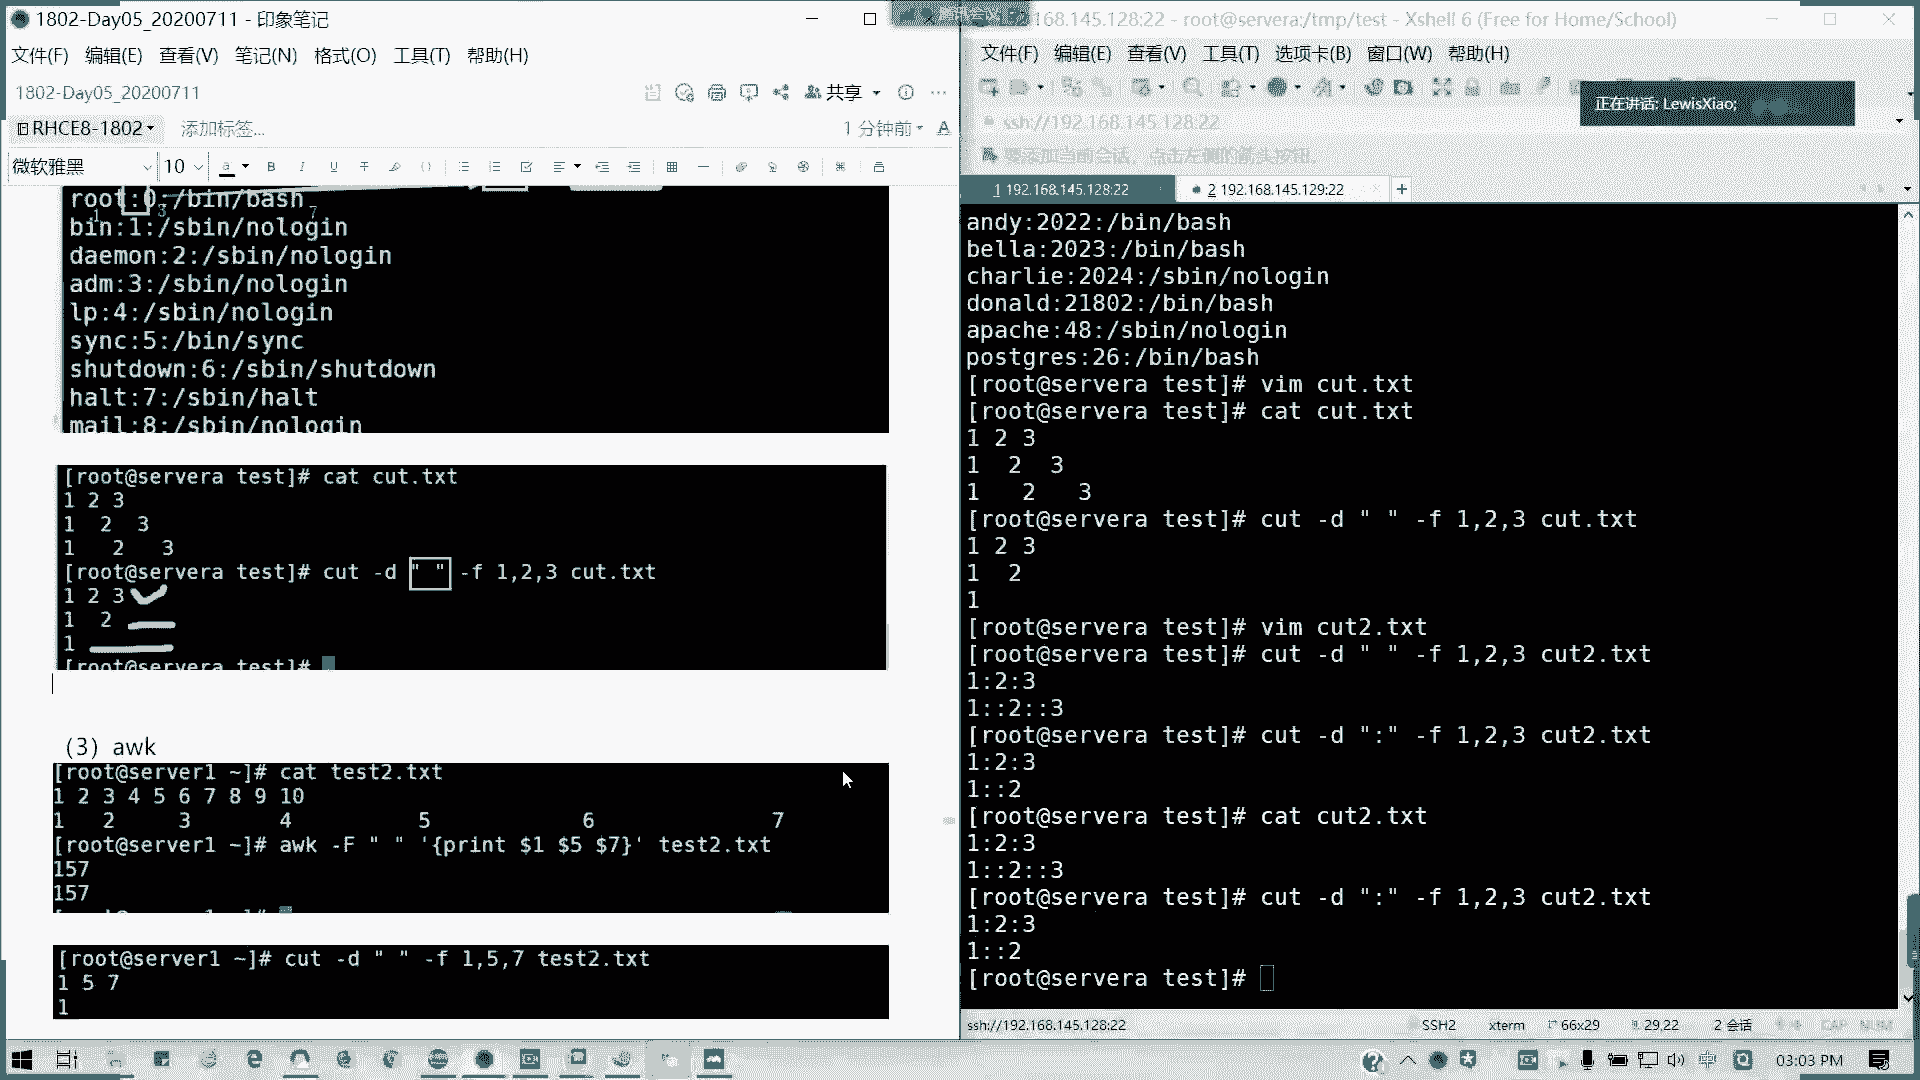 1802-Day05_20200711 - 印象笔记
文件(F) 编辑(E) 查看(V) 笔记(N) 格式(O) 工具(T) 帮助(H)
1802-Day05_20200711
共享
RHCE8-1802 添加标签...
1 分钟前
微软雅黑 10
root:0:/bin/bash
1 3 7
bin:1:/sbin/nologin
daemon:2:/sbin/nologin
adm:3:/sbin/nologin
lp:4:/sbin/nologin
sync:5:/bin/sync
shutdown:6:/sbin/shutdown
halt:7:/sbin/halt
mail:8:/sbin/nologin
[root@servera test]# cat cut.txt
1 2 3
1  2  3
1   2   3
[root@servera test]# cut -d " " -f 1,2,3 cut.txt
1 2 3
1  2
1
[root@servera test]#
（3）awk
[root@server1 ~]# cat test2.txt
1 2 3 4 5 6 7 8 9 10
1   2     3       4          5            6              7
[root@server1 ~]# awk -F " " '{print $1 $5 $7}' test2.txt
157
157
[root@server1 ~]# cut -d " " -f 1,5,7 test2.txt
1 5 7
1
168.145.128:22 - root@servera:/tmp/test - Xshell 6 (Free for Home/School)
文件(F) 编辑(E) 查看(V) 工具(T) 选项卡(B) 窗口(W) 帮助(H)
正在讲话: LewisXiao;
ssh://192.168.145.128:22
要添加当前会话，点击左侧的箭头按钮。
1 192.168.145.128:22
2 192.168.145.129:22
andy:2022:/bin/bash
bella:2023:/bin/bash
charlie:2024:/sbin/nologin
donald:21802:/bin/bash
apache:48:/sbin/nologin
postgres:26:/bin/bash
[root@servera test]# vim cut.txt
[root@servera test]# cat cut.txt
1 2 3
1  2  3
1   2   3
[root@servera test]# cut -d " " -f 1,2,3 cut.txt
1 2 3
1  2
1
[root@servera test]# vim cut2.txt
[root@servera test]# cut -d " " -f 1,2,3 cut2.txt
1:2:3
1::2::3
[root@servera test]# cut -d ":" -f 1,2,3 cut2.txt
1:2:3
1::2
[root@servera test]# cat cut2.txt
1:2:3
1::2::3
[root@servera test]# cut -d ":" -f 1,2,3 cut2.txt
1:2:3
1::2
[root@servera test]#
ssh://192.168.145.128:22 SSH2 xterm 66x29 29,22 2 会话 CAP NUM
中 03:03 PM